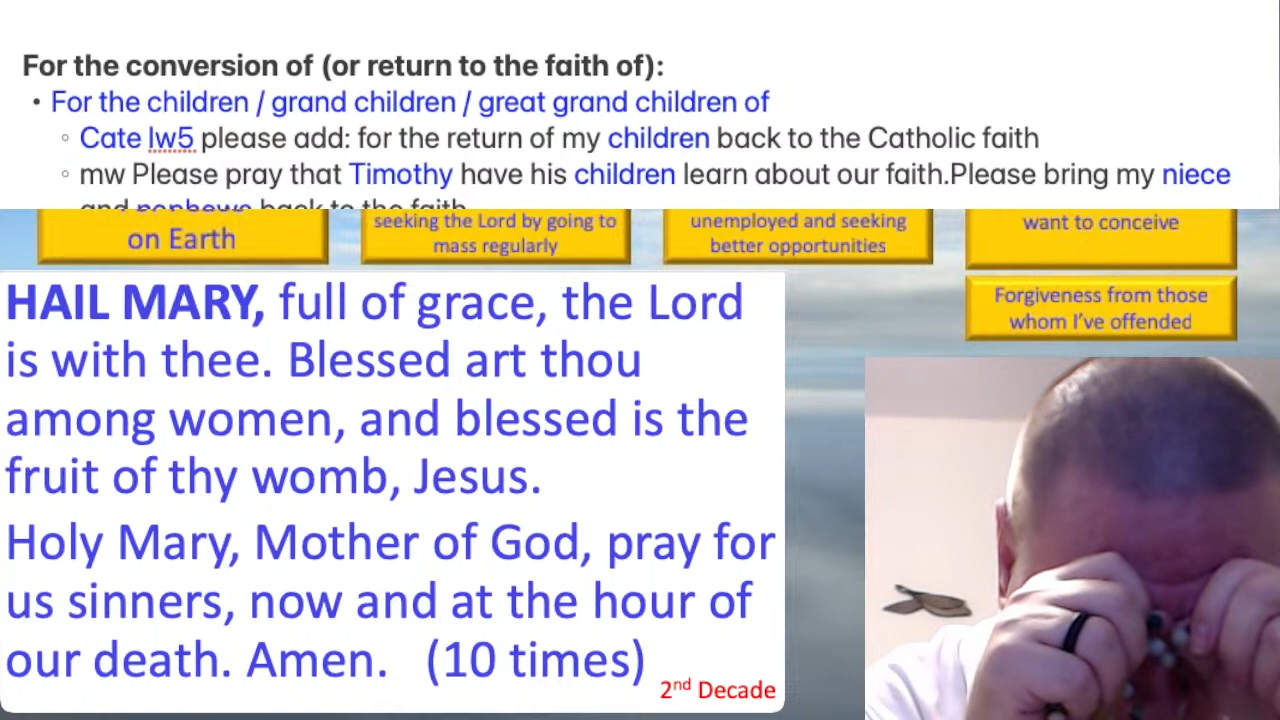 For the conversion of (or return to the faith of):
• For the children / grand children / great grand children of
◦ Cate lw5 please add: for the return of my children back to the Catholic faith
◦ mw Please pray that Timothy have his children learn about our faith.Please bring my niece
and nephews back to the faith
on Earth
seeking the Lord by going to
mass regularly
unemployed and seeking
better opportunities
want to conceive
Forgiveness from those
whom I've offended
HAIL MARY, full of grace, the Lord
is with thee. Blessed art thou
among women, and blessed is the
fruit of thy womb, Jesus.
Holy Mary, Mother of God, pray for
us sinners, now and at the hour of
our death. Amen. (10 times)
2nd Decade